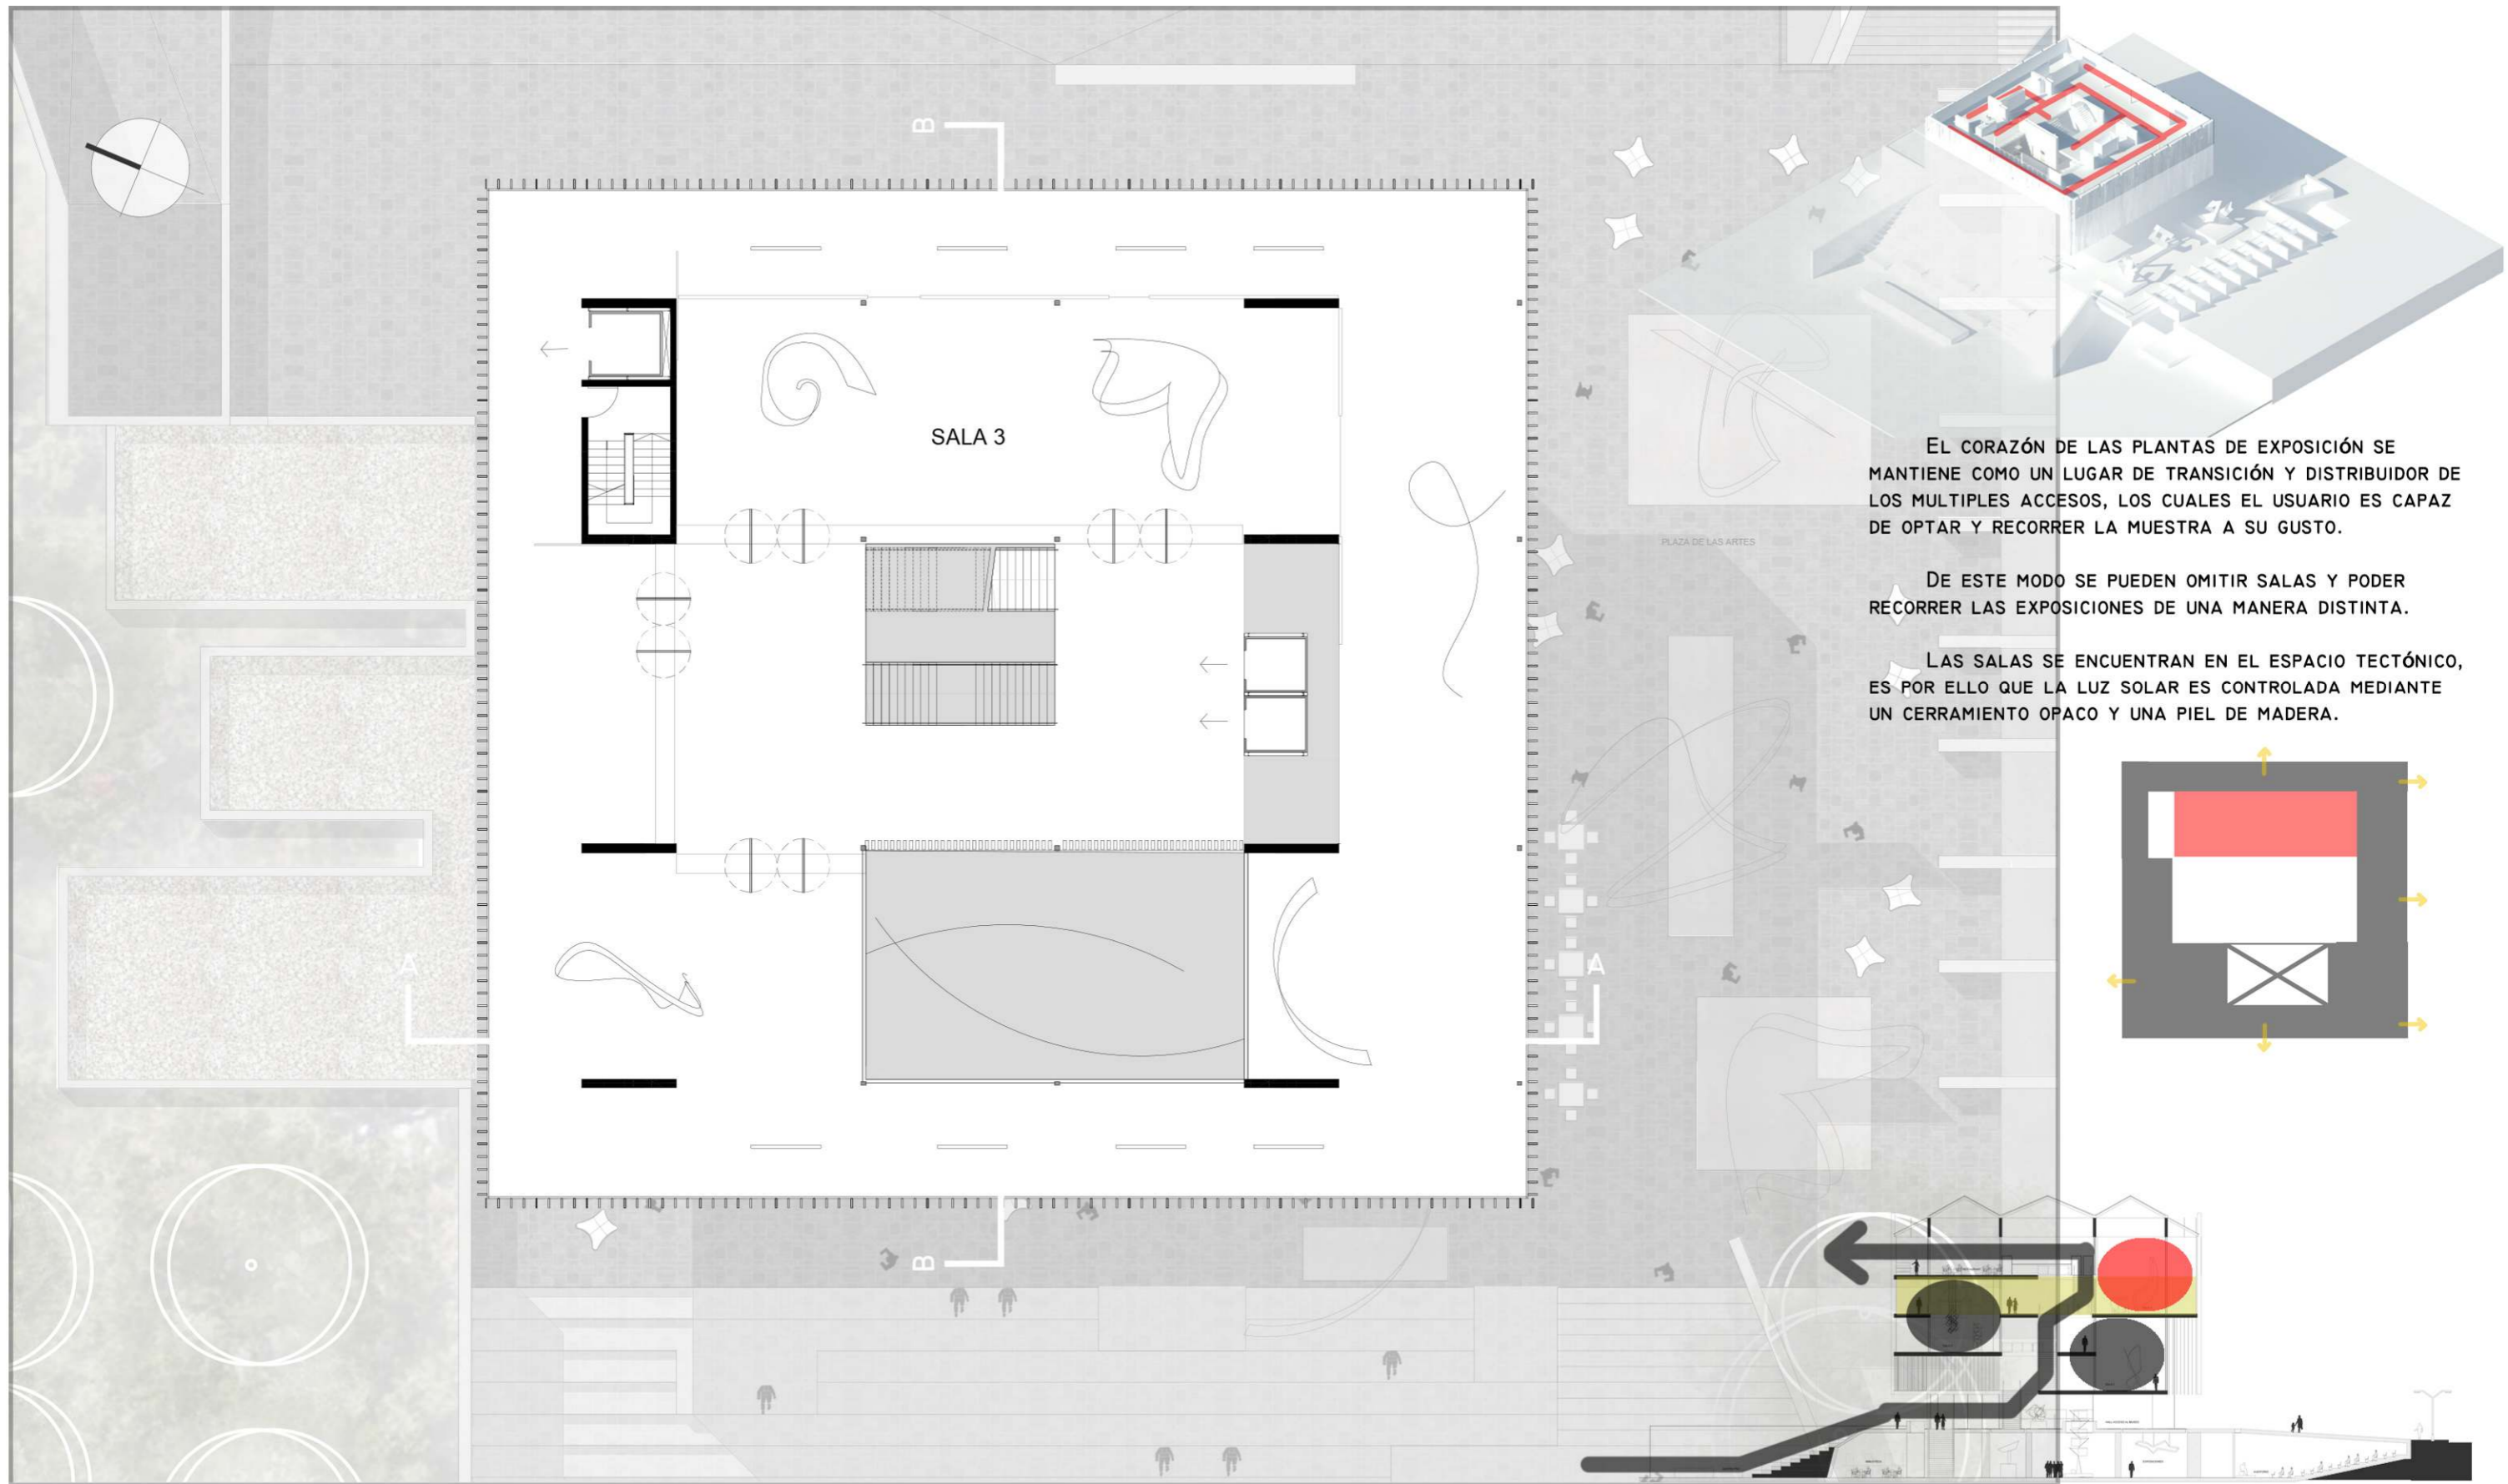 B
SALA 3
PLAZA DE LAS ARTES
EL CORAZÓN DE LAS PLANTAS DE EXPOSICIÓN SE
MANTIENE COMO UN LUGAR DE TRANSICIÓN Y DISTRIBUIDOR DE
LOS MULTIPLES ACCESOS, LOS CUALES EL USUARIO ES CAPAZ
DE OPTAR Y RECORRER LA MUESTRA A SU GUSTO.
DE ESTE MODO SE PUEDEN OMITIR SALAS Y PODER
RECORRER LAS EXPOSICIONES DE UNA MANERA DISTINTA.
LAS SALAS SE ENCUENTRAN EN EL ESPACIO TECTÓNICO,
ES POR ELLO QUE LA LUZ SOLAR ES CONTROLADA MEDIANTE
UN CERRAMIENTO OPACO Y UNA PIEL DE MADERA.
A
A
B